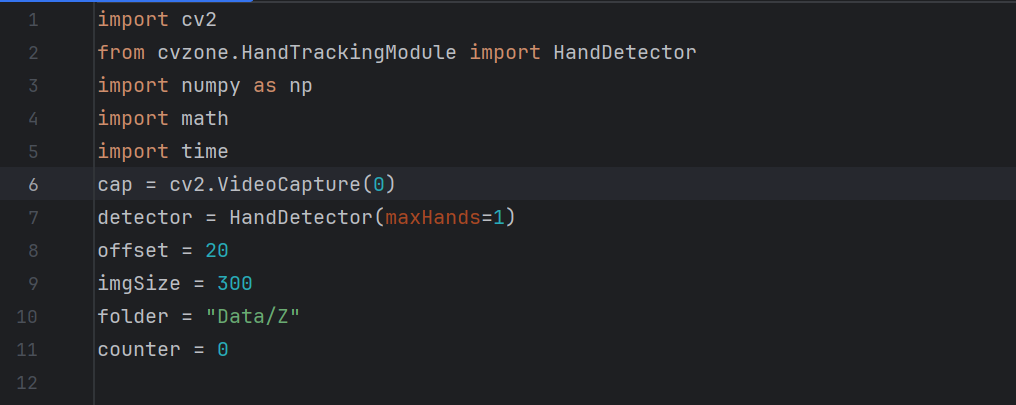 1 import cv2
2 from cvzone.HandTrackingModule import HandDetector
3 import numpy as np
4 import math
5 import time
6 cap = cv2.VideoCapture(0)
7 detector = HandDetector(maxHands=1)
8 offset = 20
9 imgSize = 300
10 folder = "Data/Z"
11 counter = 0
12